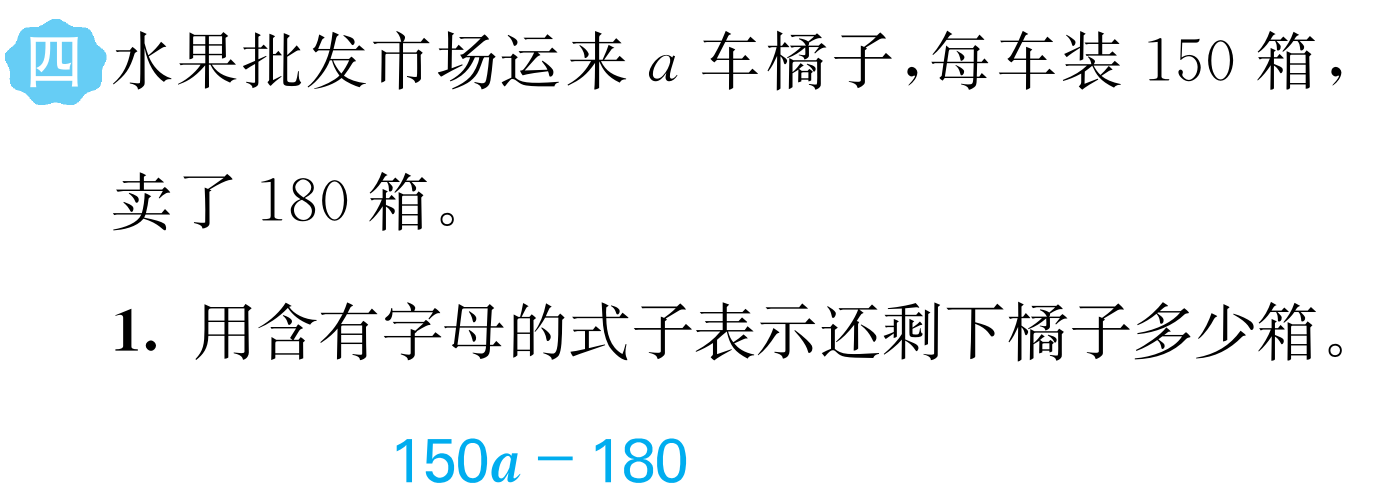 四 水果批发市场运来 a 车橘子,每车装 150 箱,
卖了 180 箱。
1. 用含有字母的式子表示还剩下橘子多少箱。
150a － 180